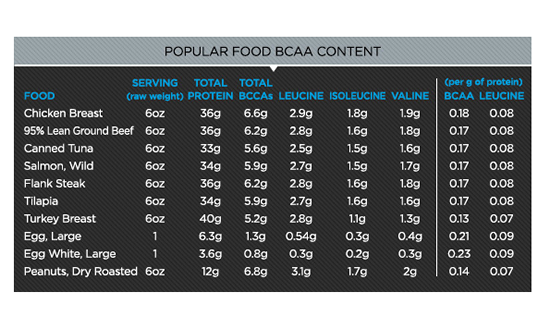 POPULAR FOOD BCAA CONTENT
SERVING TOTAL TOTAL (per g of protein)
FOOD (raw weight) PROTEIN BCAAs LEUCINE ISOLEUCINE VALINE BCAA LEUCINE
Chicken Breast 6oz 36g 6.6g 2.9g 1.8g 1.9g 0.18 0.08
95% Lean Ground Beef 6oz 36g 6.2g 2.8g 1.6g 1.8g 0.17 0.08
Canned Tuna 6oz 33g 5.6g 2.5g 1.5g 1.6g 0.17 0.08
Salmon, Wild 6oz 34g 5.9g 2.7g 1.5g 1.7g 0.17 0.08
Flank Steak 6oz 36g 6.2g 2.8g 1.6g 1.8g 0.17 0.08
Tilapia 6oz 34g 5.9g 2.7g 1.6g 1.6g 0.17 0.08
Turkey Breast 6oz 40g 5.2g 2.8g 1.1g 1.3g 0.13 0.07
Egg, Large 1 6.3g 1.3g 0.54g 0.3g 0.4g 0.21 0.09
Egg White, Large 1 3.6g 0.8g 0.3g 0.2g 0.3g 0.23 0.09
Peanuts, Dry Roasted 6oz 12g 6.8g 3.1g 1.7g 2g 0.14 0.07